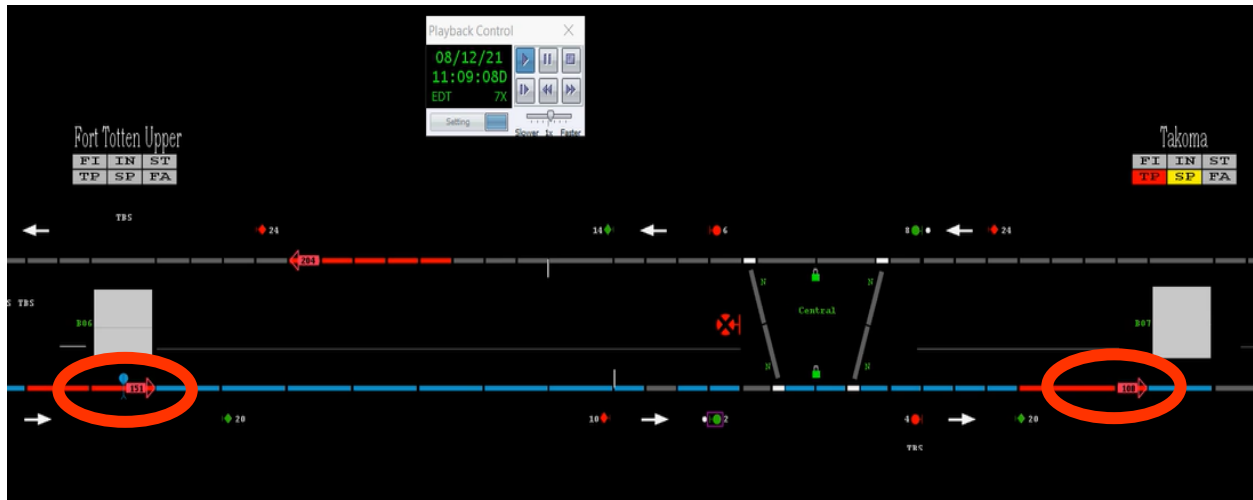 Playback Control
08/12/21
11:09:08D
EDT 7X
Setting
Slower 1x Faster
Fort Totten Upper
FI IN ST
TP SP FA
Takoma
FI IN ST
TP SP FA
TBS
24
14
6
8
24
204
S TBS
N
N
Central
B06
B07
N
N
151
108
20
10
2
4
20
TBS